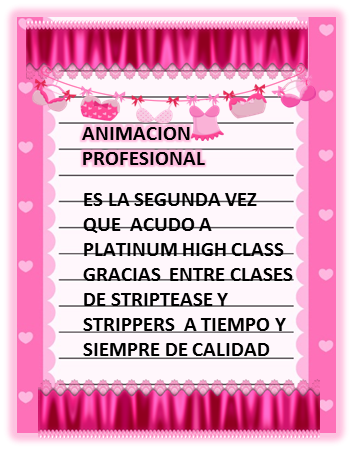 ANIMACION
PROFESIONAL
ES LA SEGUNDA VEZ
QUE ACUDO A
PLATINUM HIGH CLASS
GRACIAS ENTRE CLASES
DE STRIPTEASE Y
STRIPPERS A TIEMPO Y
SIEMPRE DE CALIDAD